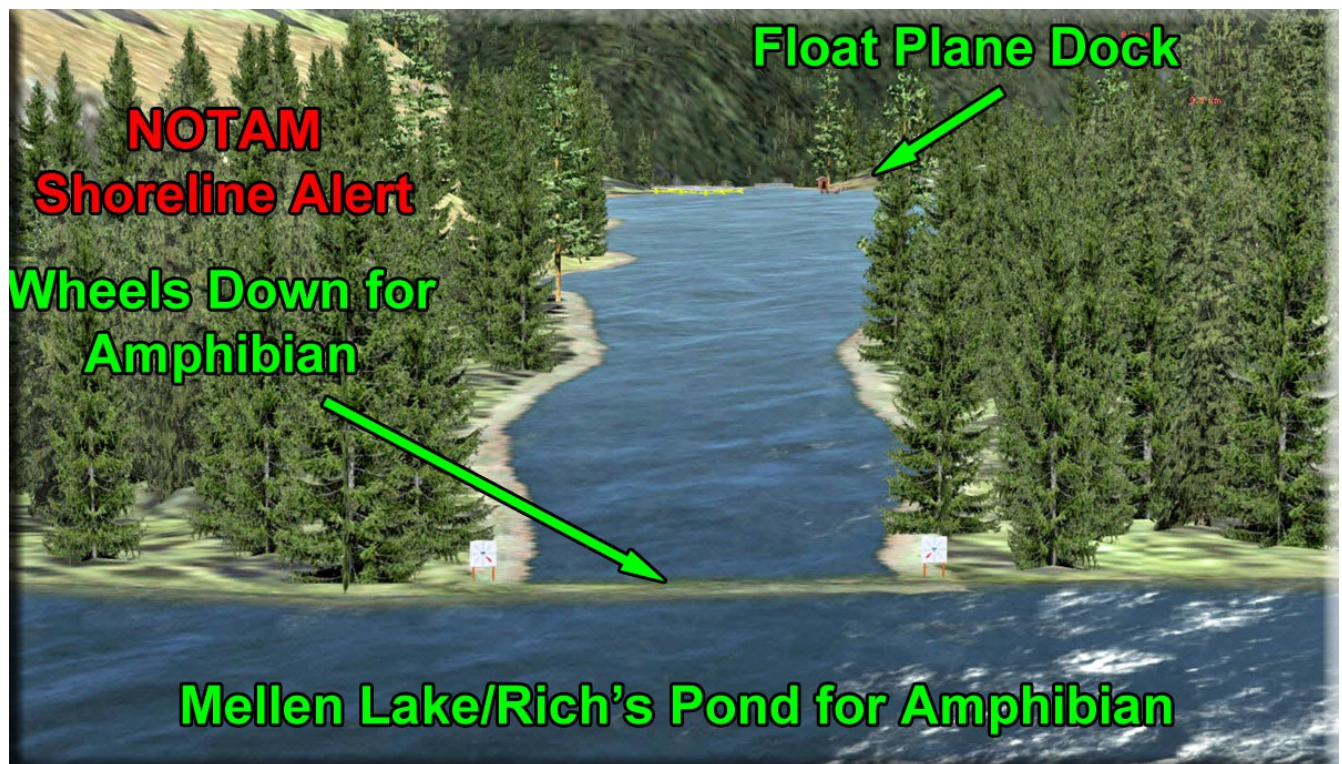 Float Plane Dock
NOTAM
Shoreline Alert
Wheels Down for
Amphibian
Mellen Lake/Rich’s Pond for Amphibian